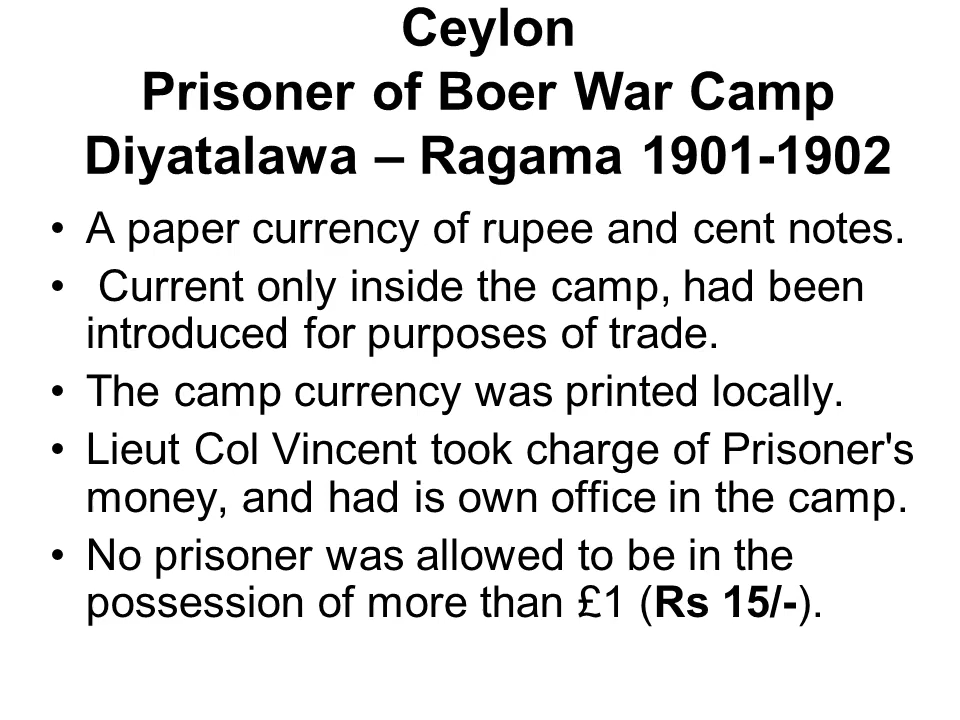 Ceylon
Prisoner of Boer War Camp
Diyatalawa – Ragama 1901-1902
• A paper currency of rupee and cent notes.
• Current only inside the camp, had been
introduced for purposes of trade.
• The camp currency was printed locally.
• Lieut Col Vincent took charge of Prisoner's
money, and had is own office in the camp.
• No prisoner was allowed to be in the
possession of more than £1 (Rs 15/-).